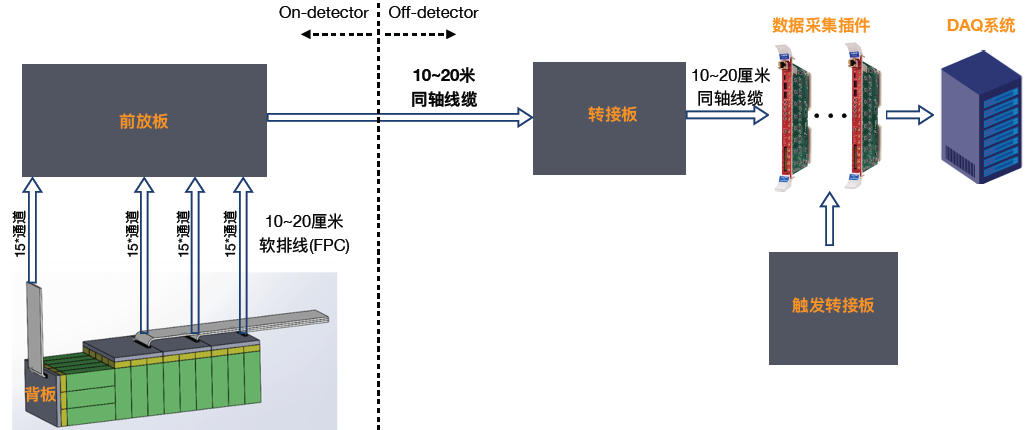 On-detector
Off-detector
数据采集插件
DAQ系统
10~20米
同轴线缆
10~20厘米
同轴线缆
前放板
转接板
15*通道
15*通道
15*通道
15*通道
10~20厘米
软排线(FPC)
触发转接板
背板